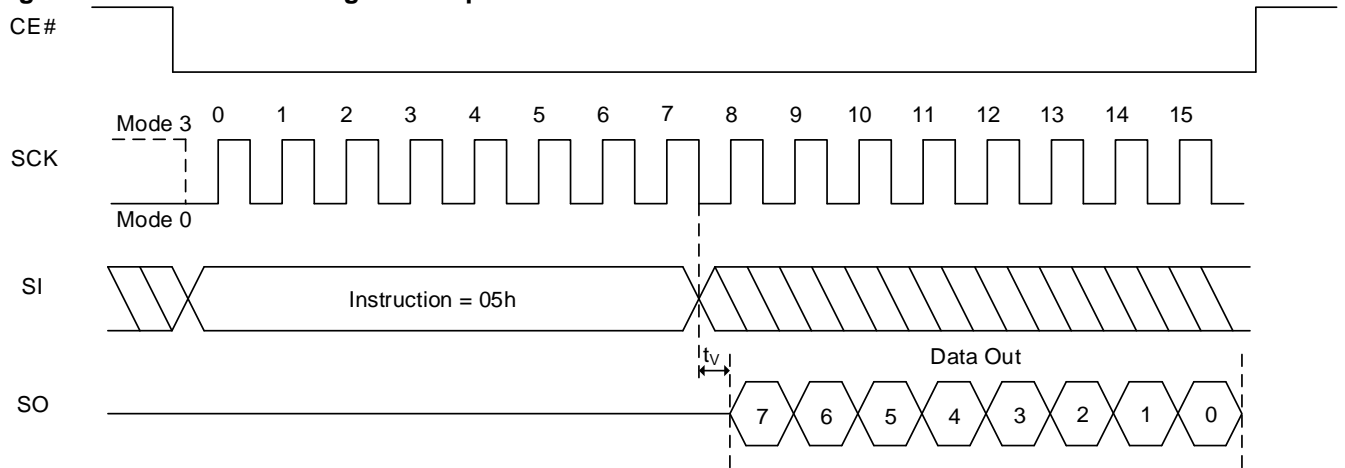 CE#
0 1 2 3 4 5 6 7 8 9 10 11 12 13 14 15
Mode 3
SCK
Mode 0
SI
Instruction = 05h
tV
Data Out
SO
7 6 5 4 3 2 1 0